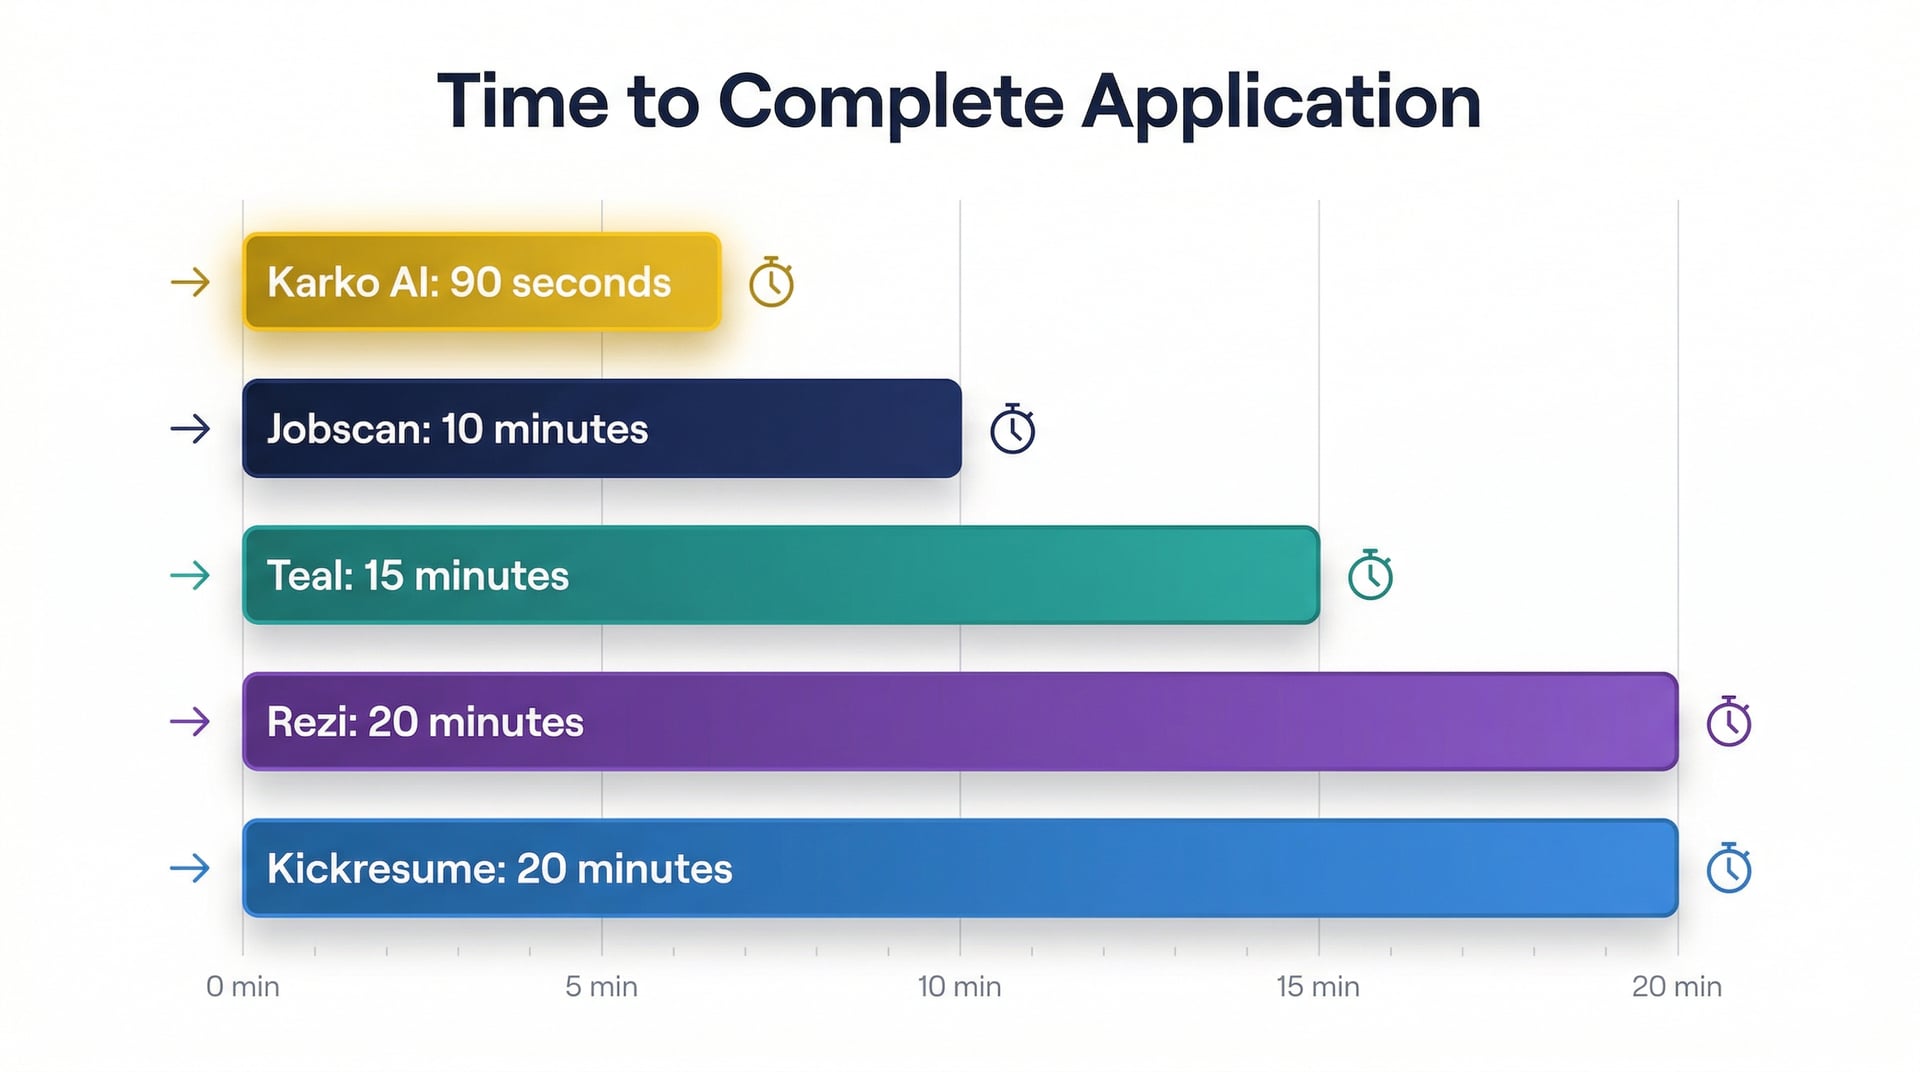 Time to Complete Application
Karko AI: 90 seconds
Jobscan: 10 minutes
Teal: 15 minutes
Rezi: 20 minutes
Kickresume: 20 minutes
0 min 5 min 10 min 15 min 20 min